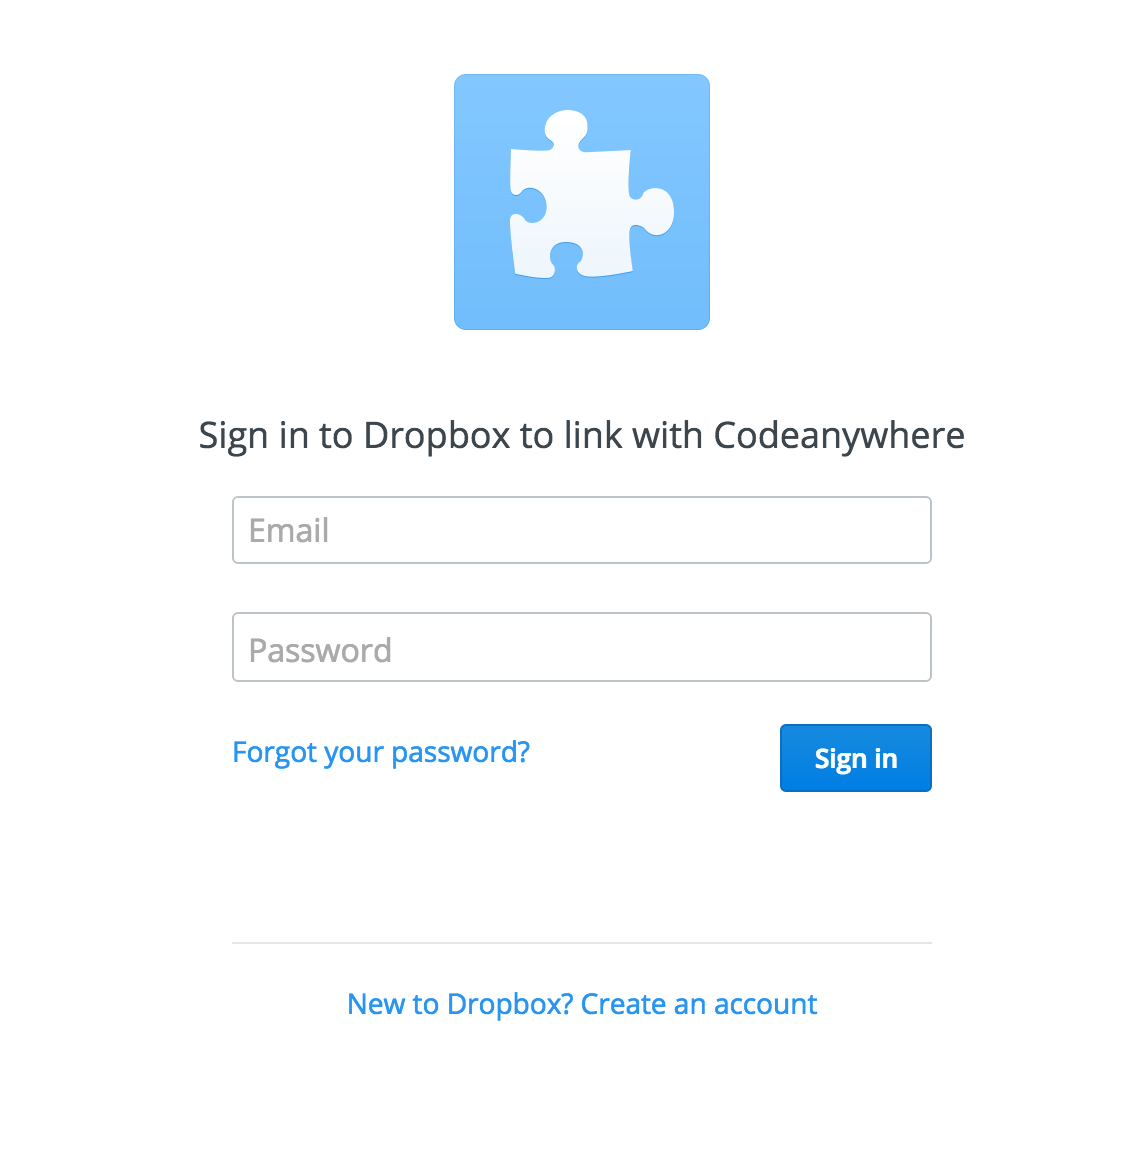 Sign in to Dropbox to link with Codeanywhere
Email
Password
Forgot your password?
Sign in
New to Dropbox? Create an account